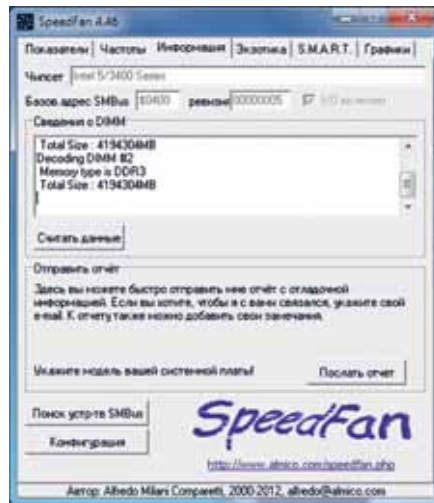 SpeedFan 4.46
Показатели Частоты Информация Экзотика S.M.A.R.T. Графики
Чипсет Intel 5/3400 Series
Базов. адрес SMBus $0400 ревизия 00000005
Сведения о DIMM
Total Size : 4194304MB
Decoding DIMM #2
Memory type is DDR3
Total Size : 4194304MB
Считать данные
Отправить отчёт
Здесь вы можете быстро отправить мне отчёт с отладочной
информацией. Если вы хотите, чтобы я с вами связался, укажите свой
e-mail. К отчету также можно добавить свои замечания.
Укажите модель вашей системной платы!
Послать отчет
Поиск устр-тв SMBus
Конфигурация
SpeedFan
http://www.almico.com/speedfan.php
Автор: Alfredo Milani Comparetti, 2000-2012, alfredo@almico.com